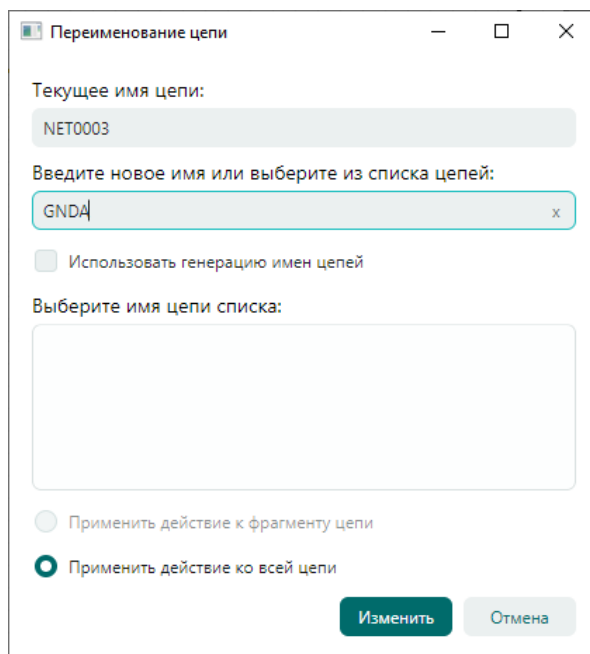 Переименование цепи
Текущее имя цепи:
NET0003
Введите новое имя или выберите из списка цепей:
GNDA x
Использовать генерацию имен цепей
Выберите имя цепи списка:
Применить действие к фрагменту цепи
Применить действие ко всей цепи
Изменить Отмена